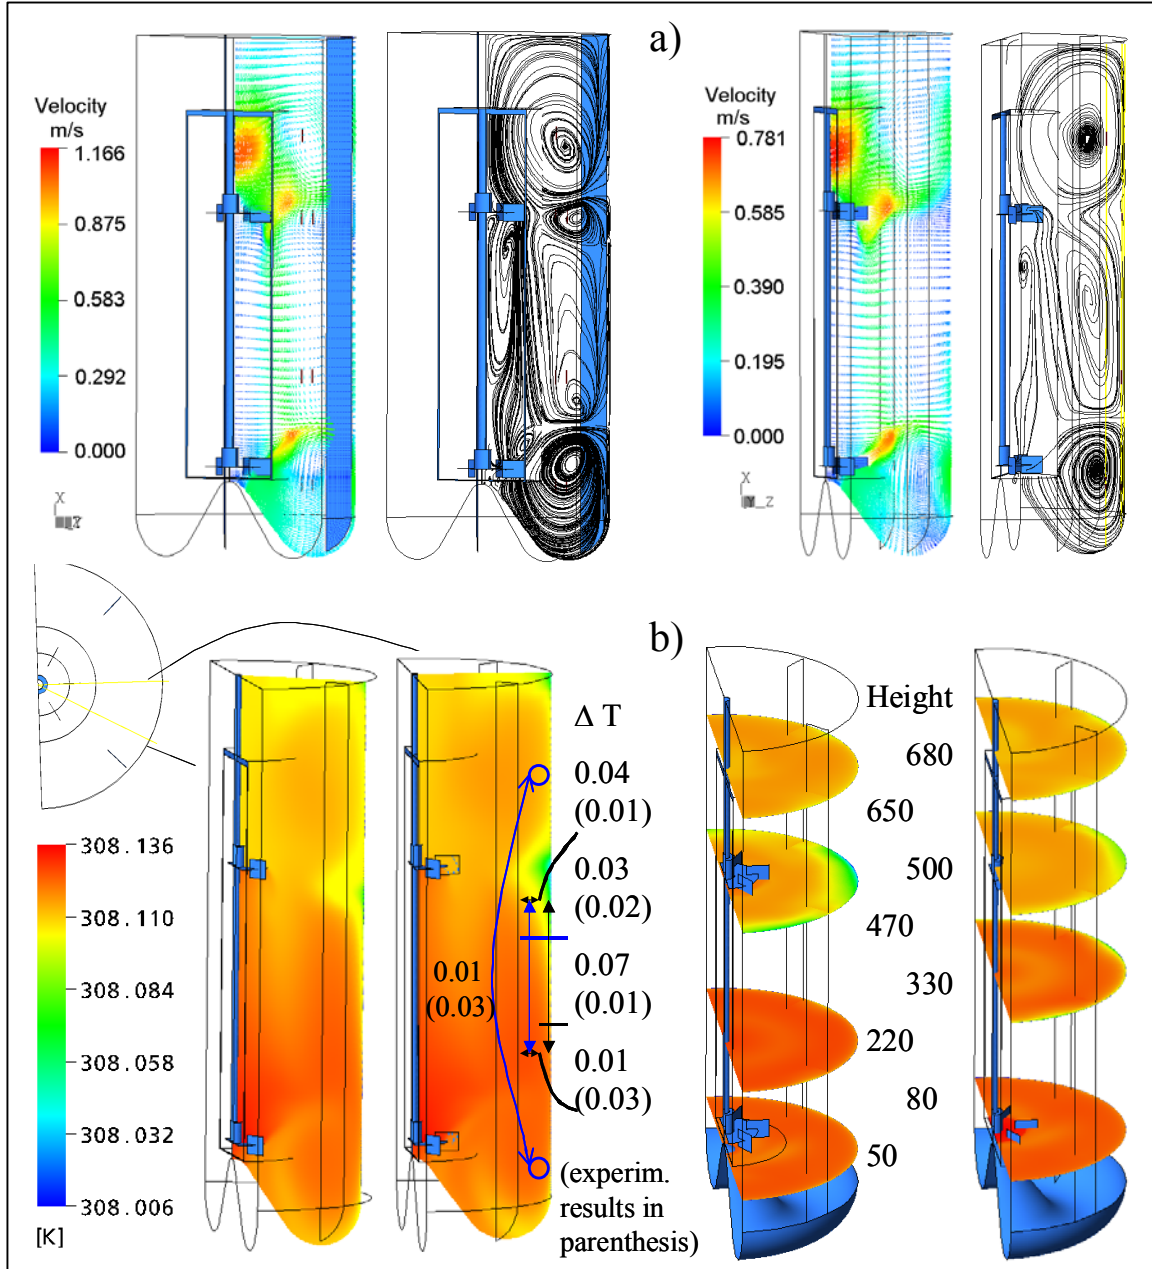 a)
Velocity
m/s
1.166
0.875
0.583
0.292
0.000
X
Velocity
m/s
0.781
0.585
0.390
0.195
0.000
X
Z
b)
Δ T
0.04
(0.01)
0.03
(0.02)
0.07
(0.01)
0.01
(0.03)
0.01
(0.03)
(experim.
results in
parenthesis)
Height
680
650
500
470
330
220
80
50
308.136
308.110
308.084
308.058
308.032
308.006
[K]